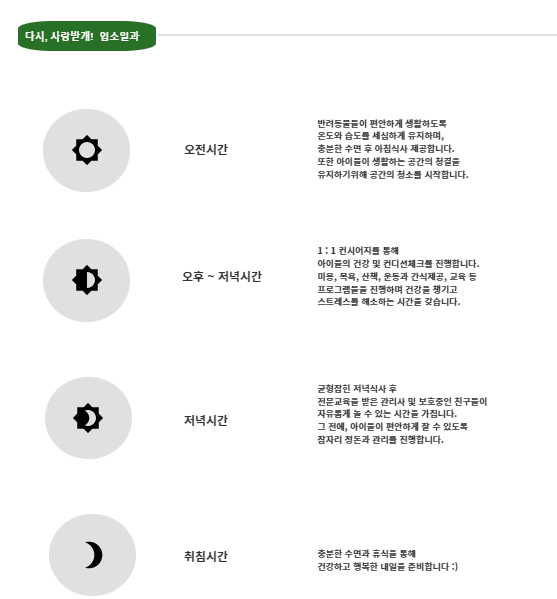 다시, 사랑받개! 입소일과
오전시간
반려동물들이 편안하게 생활하도록
온도와 습도를 세심하게 유지하며,
충분한 수면 후 아침식사 제공합니다.
또한 아이들이 생활하는 공간의 청결을
유지하기위해 공간의 청소를 시작합니다.
오후 ~ 저녁시간
1 : 1 컨시어지를 통해
아이들의 건강 및 컨디션체크를 진행합니다.
미용, 목욕, 산책, 운동과 간식제공, 교육 등
프로그램들을 진행하며 건강을 챙기고
스트레스를 해소하는 시간을 갖습니다.
저녁시간
균형잡힌 저녁식사 후
전문교육을 받은 관리사 및 보호중인 친구들이
자유롭게 놀 수 있는 시간을 가집니다.
그 전에, 아이들이 편안하게 잘 수 있도록
잠자리 정돈과 관리를 진행합니다.
취침시간
충분한 수면과 휴식을 통해
건강하고 행복한 내일을 준비합니다 :)